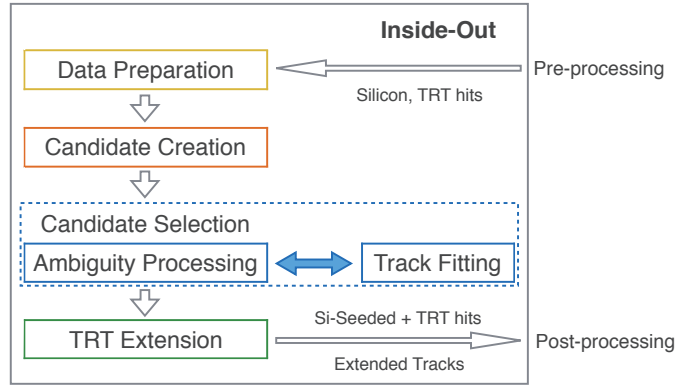 Inside-Out
Data Preparation
Pre-processing
Silicon, TRT hits
Candidate Creation
Candidate Selection
Ambiguity Processing
Track Fitting
Si-Seeded + TRT hits
TRT Extension
Post-processing
Extended Tracks